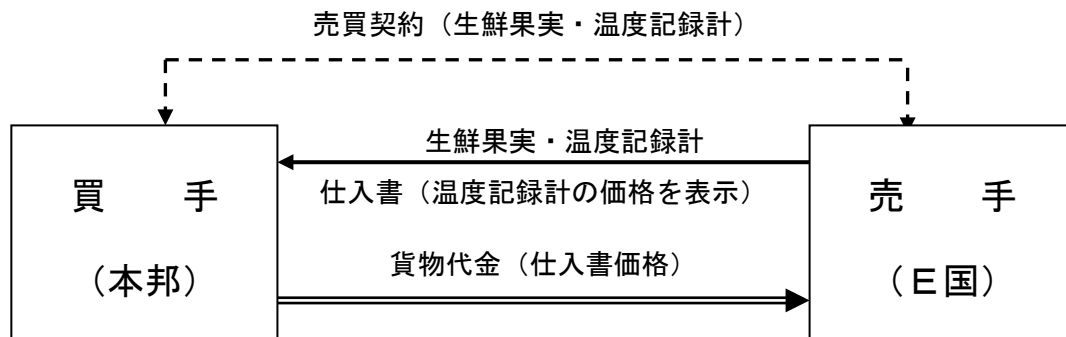 売買契約（生鮮果実・温度記録計）
生鮮果実・温度記録計
仕入書（温度記録計の価格を表示）
貨物代金（仕入書価格）
買　　手
（本邦）
売　　手
（Ｅ国）